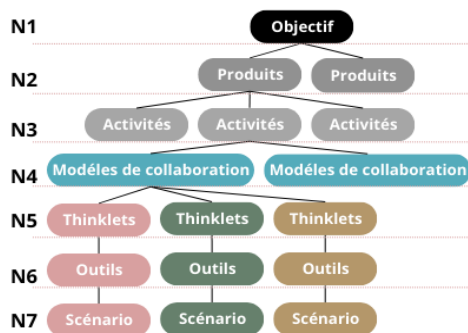 N1 Objectif
N2 Produits Produits
N3 Activités Activités Activités
N4 Modéles de collaboration Modéles de collaboration
N5 Thinklets Thinklets Thinklets
N6 Outils Outils Outils
N7 Scénario Scénario Scénario